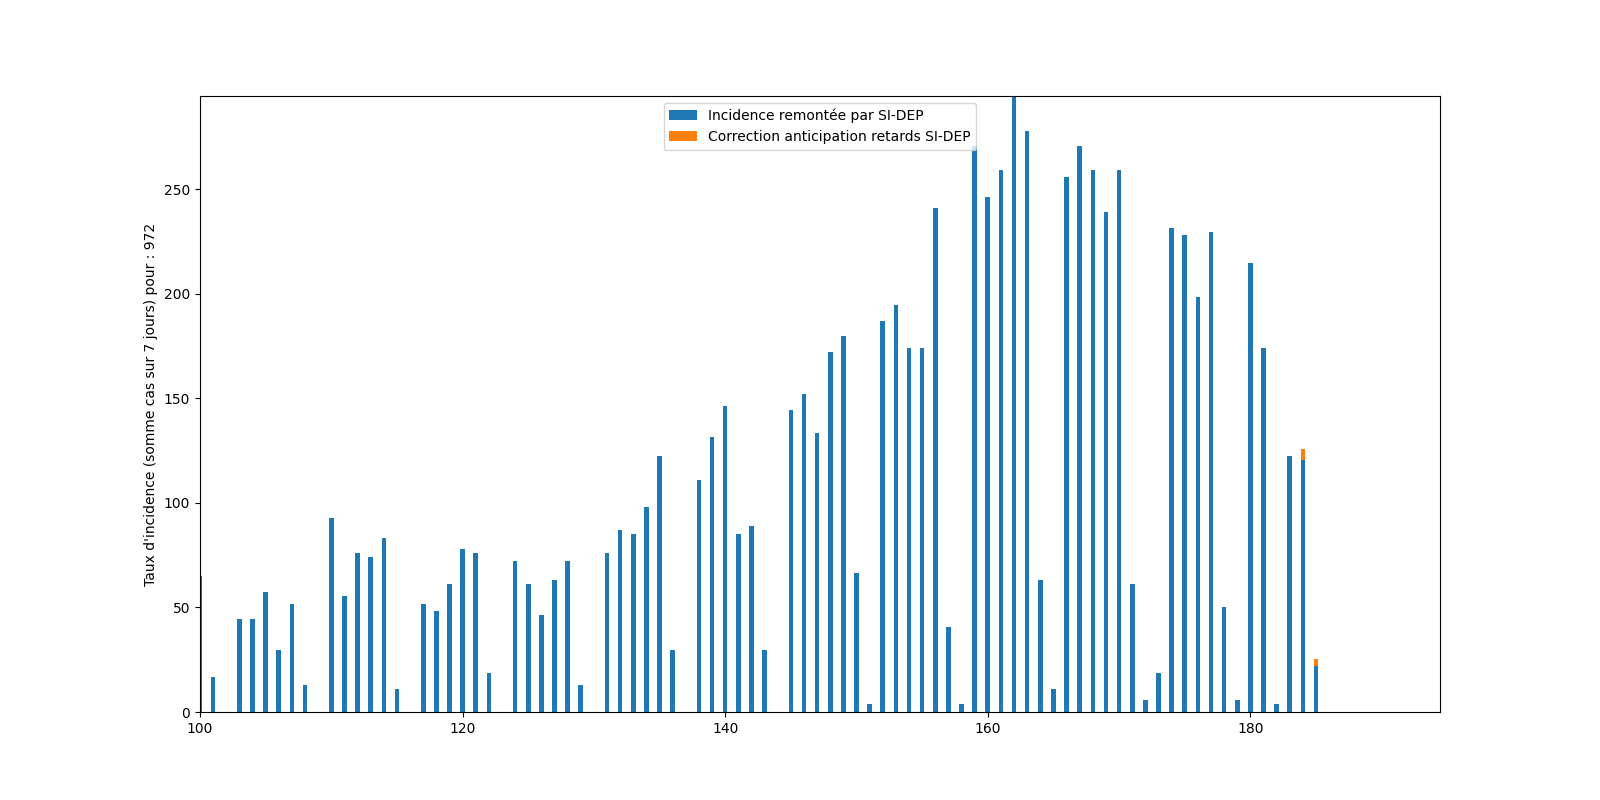 Incidence remontée par SI-DEP
Correction anticipation retards SI-DEP
Taux d'incidence (somme cas sur 7 jours) pour : 972
250
200
150
100
50
0
100 120 140 160 180